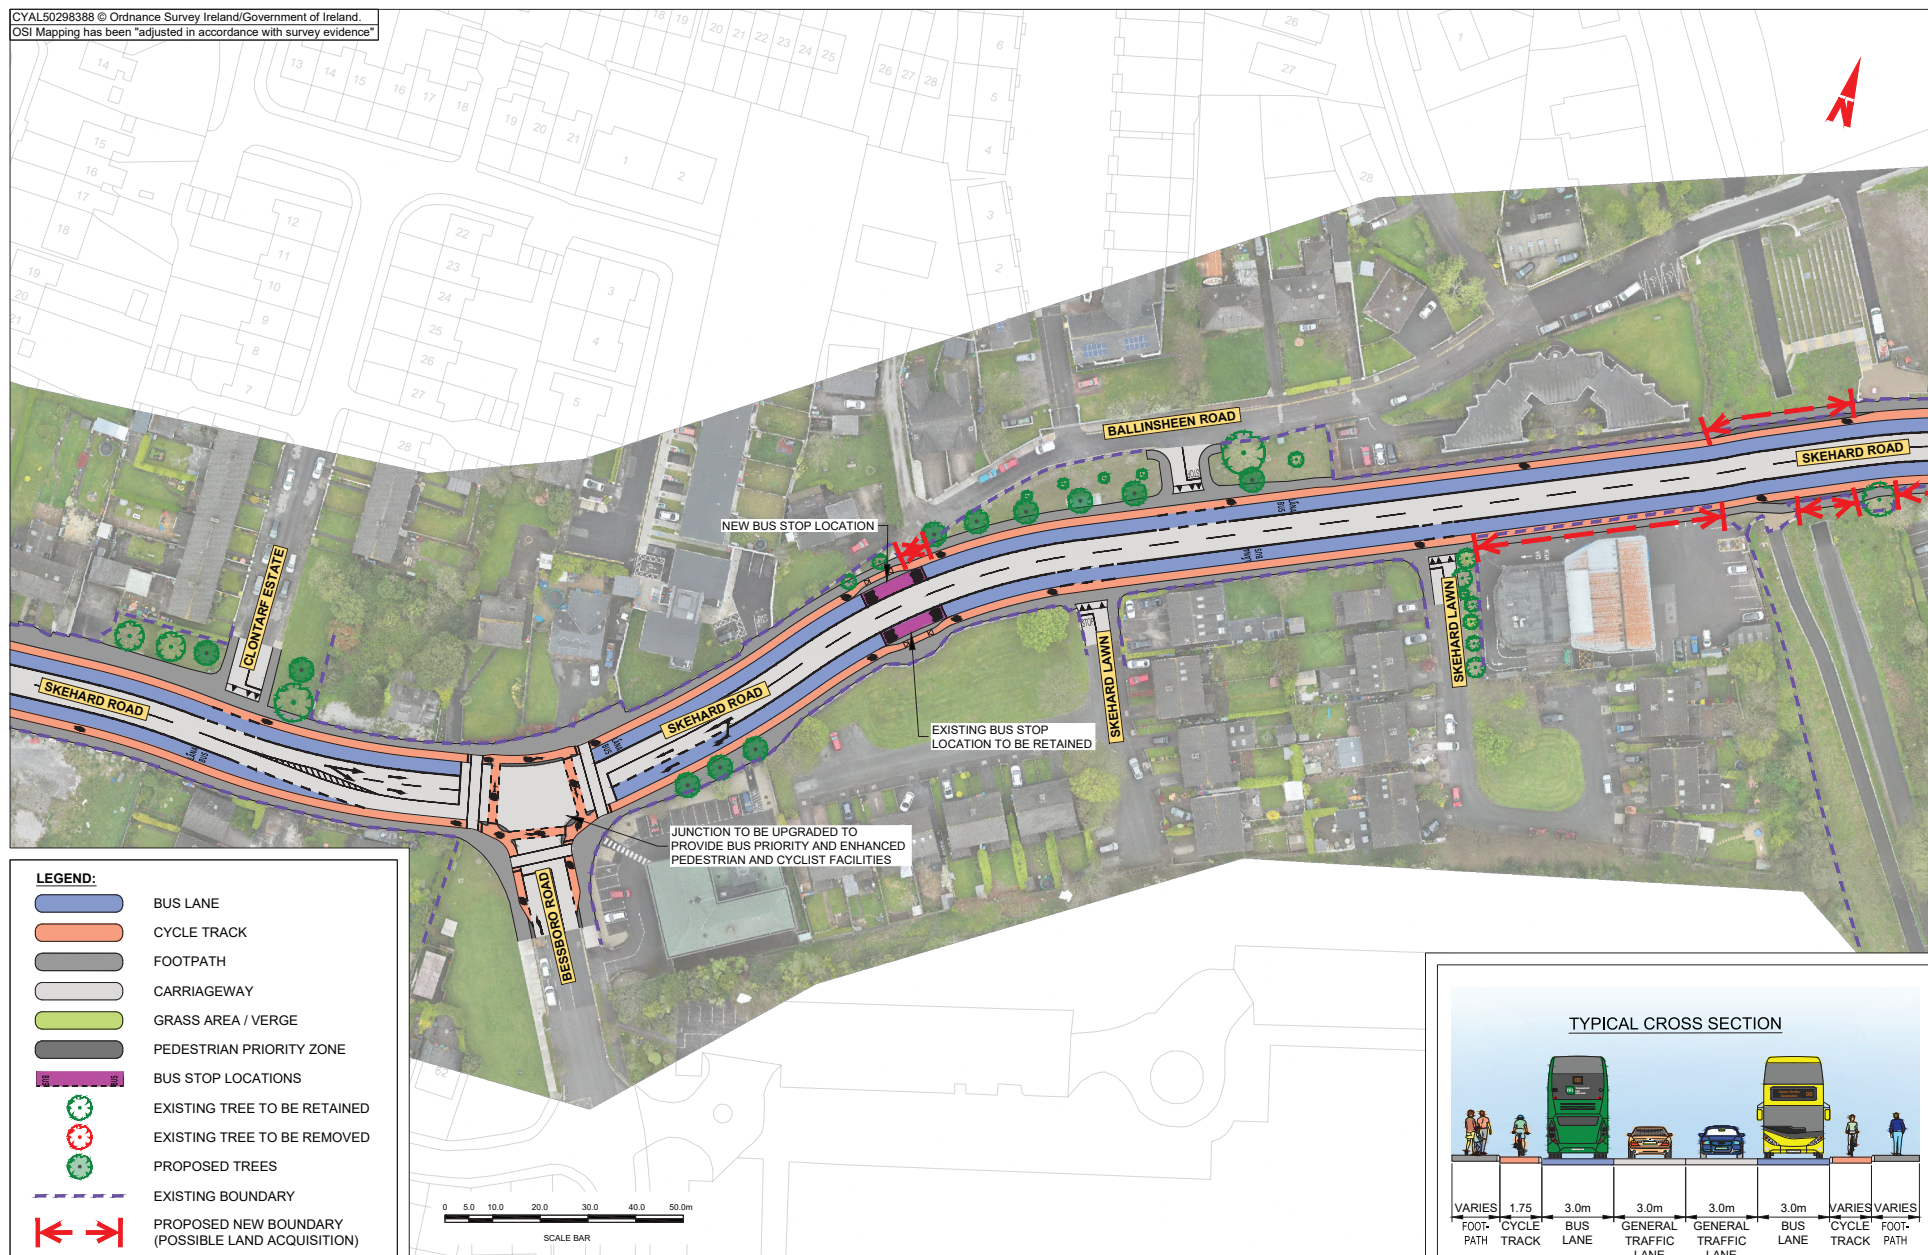 CYAL50298388 © Ordnance Survey Ireland/Government of Ireland.
OSI Mapping has been "adjusted in accordance with survey evidence"
N
BALLINSHEEN ROAD
SKEHARD ROAD
NEW BUS STOP LOCATION
CLONTARF ESTATE
SKEHARD ROAD
SKEHARD ROAD
SKEHARD LAWN
SKEHARD LAWN
EXISTING BUS STOP
LOCATION TO BE RETAINED
JUNCTION TO BE UPGRADED TO
PROVIDE BUS PRIORITY AND ENHANCED
PEDESTRIAN AND CYCLIST FACILITIES
BESSBORO ROAD
LEGEND:
BUS LANE
CYCLE TRACK
FOOTPATH
CARRIAGEWAY
GRASS AREA / VERGE
PEDESTRIAN PRIORITY ZONE
BUS STOP LOCATIONS
EXISTING TREE TO BE RETAINED
EXISTING TREE TO BE REMOVED
PROPOSED TREES
EXISTING BOUNDARY
PROPOSED NEW BOUNDARY
(POSSIBLE LAND ACQUISITION)
0 5.0 10.0 20.0 30.0 40.0 50.0m
SCALE BAR
TYPICAL CROSS SECTION
VARIES 1.75 3.0m 3.0m 3.0m 3.0m VARIES VARIES
FOOT-PATH
CYCLE TRACK
BUS LANE
GENERAL TRAFFIC LANE
GENERAL TRAFFIC LANE
BUS LANE
CYCLE TRACK
FOOT-PATH